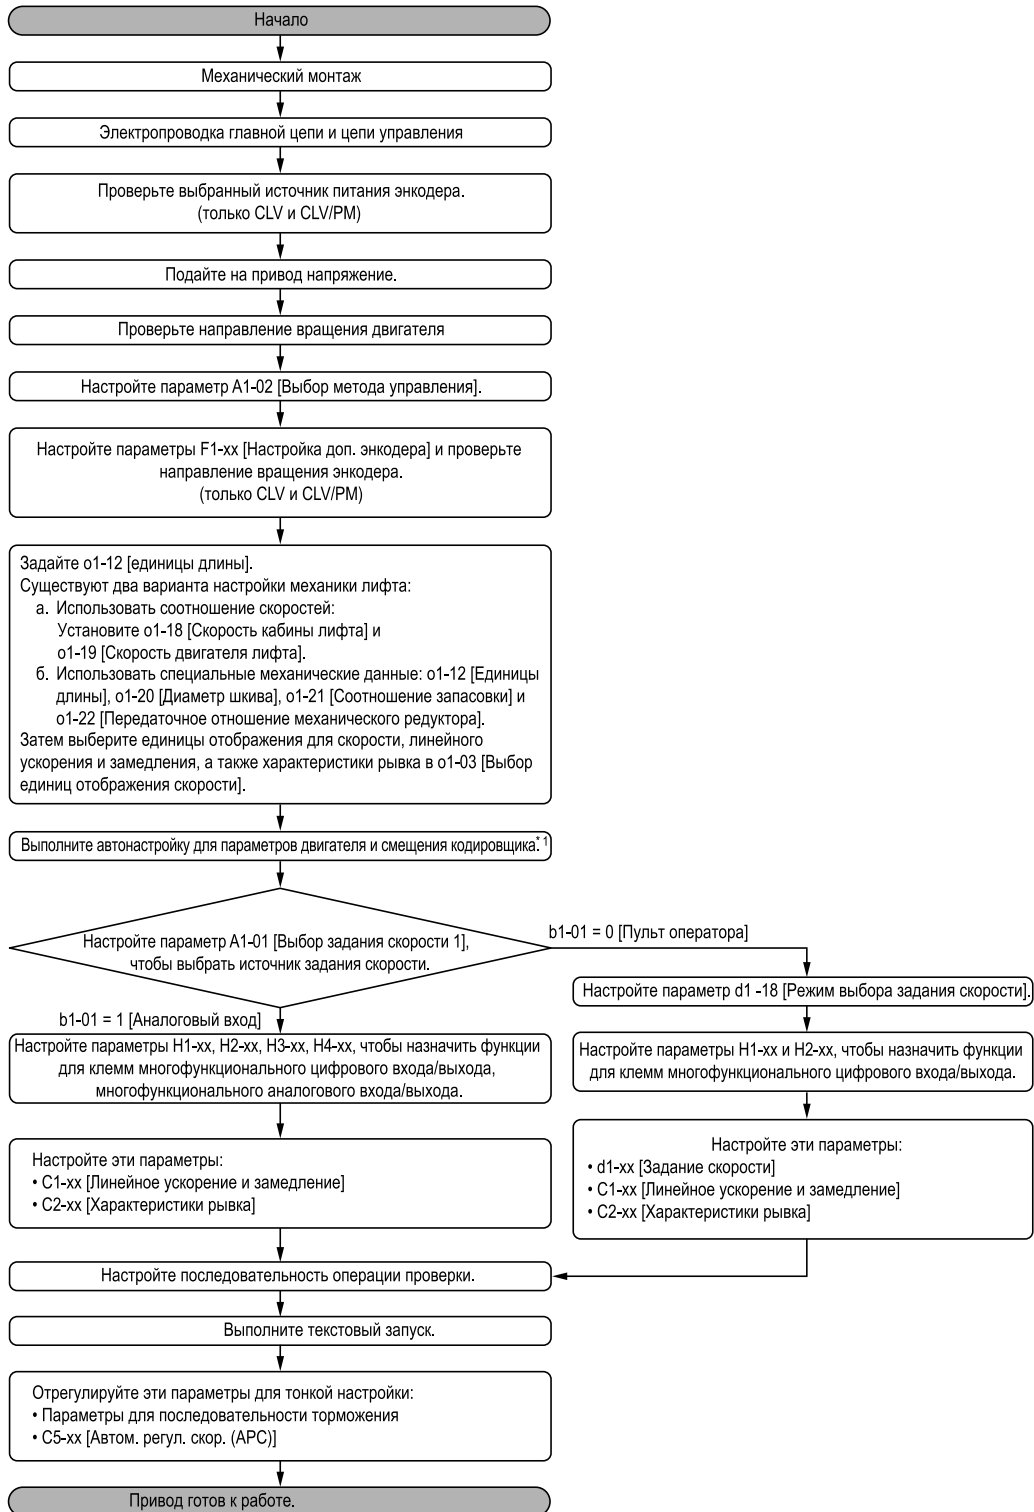 Начало
Механический монтаж
Электропроводка главной цепи и цепи управления
Проверьте выбранный источник питания энкодера.
(только CLV и CLV/PM)
Подайте на привод напряжение.
Проверьте направление вращения двигателя
Настройте параметр A1-02 [Выбор метода управления].
Настройте параметры F1-xx [Настройка доп. энкодера] и проверьте
направление вращения энкодера.
(только CLV и CLV/PM)
Задайте o1-12 [единицы длины].
Существуют два варианта настройки механики лифта:
а. Использовать соотношение скоростей:
Установите o1-18 [Скорость кабины лифта] и
o1-19 [Скорость двигателя лифта].
б. Использовать специальные механические данные: o1-12 [Единицы
длины], o1-20 [Диаметр шкива], o1-21 [Соотношение запасовки] и
o1-22 [Передаточное отношение механического редуктора].
Затем выберите единицы отображения для скорости, линейного
ускорения и замедления, а также характеристики рывка в o1-03 [Выбор
единиц отображения скорости].
Выполните автонастройку для параметров двигателя и смещения кодировщика.*1
Настройте параметр A1-01 [Выбор задания скорости 1],
чтобы выбрать источник задания скорости.
b1-01 = 0 [Пульт оператора]
b1-01 = 1 [Аналоговый вход]
Настройте параметры H1-xx, H2-xx, H3-xx, H4-xx, чтобы назначить функции
для клемм многофункционального цифрового входа/выхода,
многофункционального аналогового входа/выхода.
Настройте эти параметры:
• C1-xx [Линейное ускорение и замедление]
• C2-xx [Характеристики рывка]
Настройте параметр d1 -18 [Режим выбора задания скорости].
Настройте параметры H1-xx и H2-xx, чтобы назначить функции
для клемм многофункционального цифрового входа/выхода.
Настройте эти параметры:
• d1-xx [Задание скорости]
• C1-xx [Линейное ускорение и замедление]
• C2-xx [Характеристики рывка]
Настройте последовательность операции проверки.
Выполните текстовый запуск.
Отрегулируйте эти параметры для тонкой настройки:
• Параметры для последовательности торможения
• C5-xx [Автом. регул. скор. (АРС)]
Привод готов к работе.